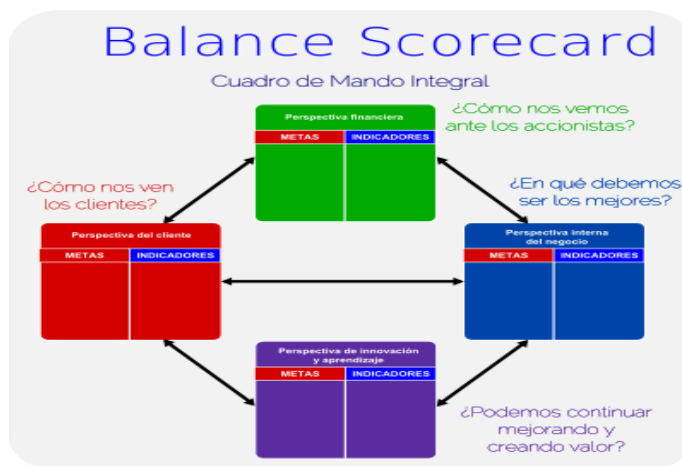 Balance Scorecard
Cuadro de Mando Integral
Perspectiva financiera
METAS INDICADORES
¿Cómo nos vemos
ante los accionistas?
¿Cómo nos ven
los clientes?
¿En qué debemos
ser los mejores?
Perspectiva del cliente
METAS INDICADORES
Perspectiva interna
del negocio
METAS INDICADORES
Perspectiva de innovación
y aprendizaje
METAS INDICADORES
¿Podemos continuar
mejorando y
creando valor?